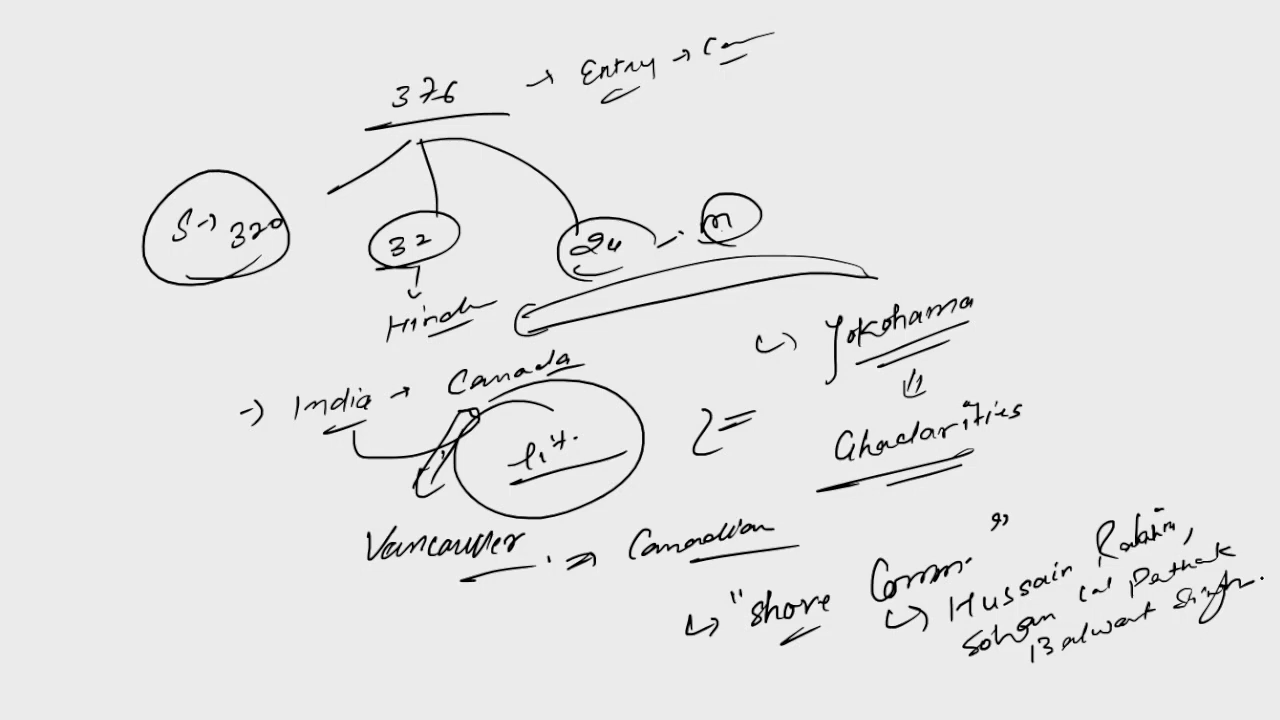 376 → Entry → Can
S → 320
32
24 - m
Hindu
Yokohama
→ India → Canada
Ghadarities
lit.
Vancouver → Canadian
"Shore Comm."
Hussain Rahim,
Sohan Lal Pathak
Balwant Singh.